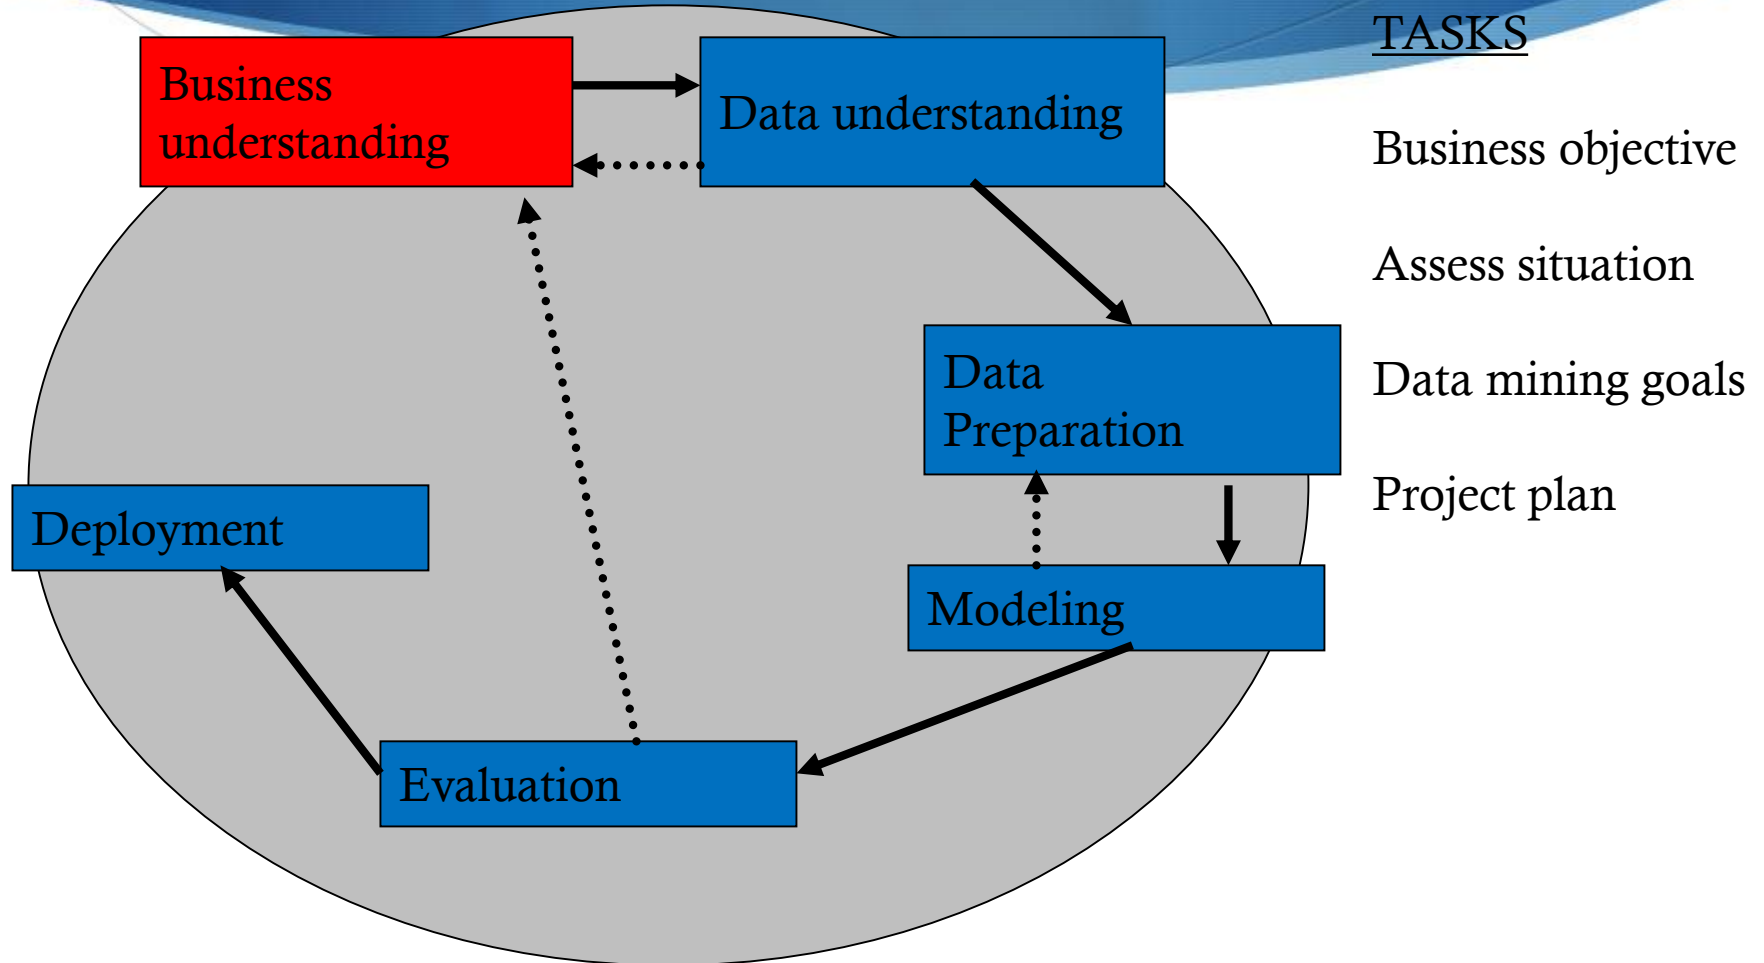 Business
understanding
Data understanding
Data
Preparation
Modeling
Evaluation
Deployment
TASKS
Business objective
Assess situation
Data mining goals
Project plan